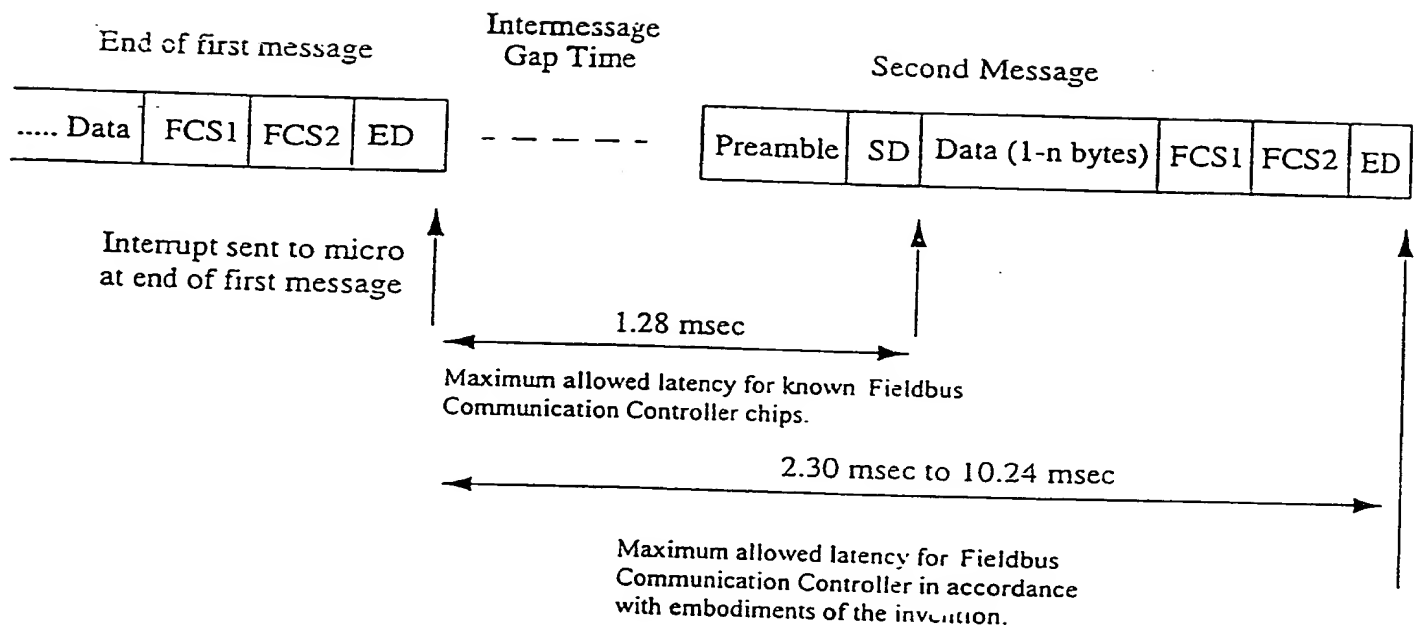 End of first message
Intermessage
Gap Time
Second Message
..... Data FCS1 FCS2 ED
Preamble SD Data (1-n bytes) FCS1 FCS2 ED
Interrupt sent to micro
at end of first message
1.28 msec
Maximum allowed latency for known Fieldbus
Communication Controller chips.
2.30 msec to 10.24 msec
Maximum allowed latency for Fieldbus
Communication Controller in accordance
with embodiments of the invention.